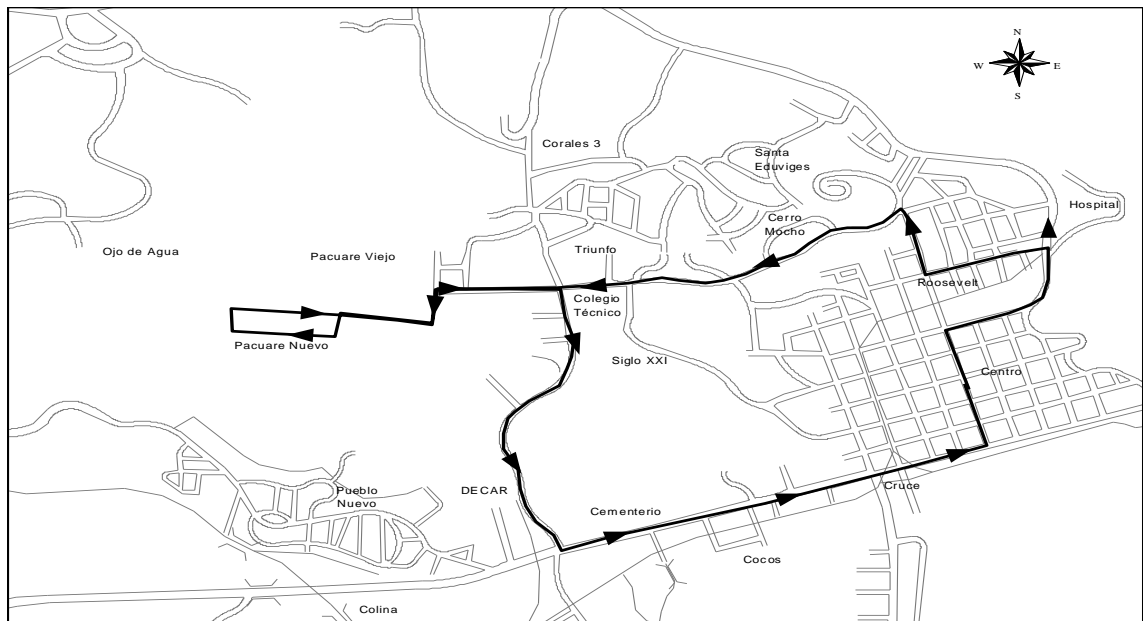 N
W
E
S
Corales 3
Santa
Eduviges
Hospital
Cerro
Mocho
Ojo de Agua
Pacuare Viejo
Triunfo
Roosevelt
Colegio
Técnico
Pacuare Nuevo
Siglo XXI
Centro
Pueblo
Nuevo
DECAR
Cruce
Cementerio
Cocos
Colina